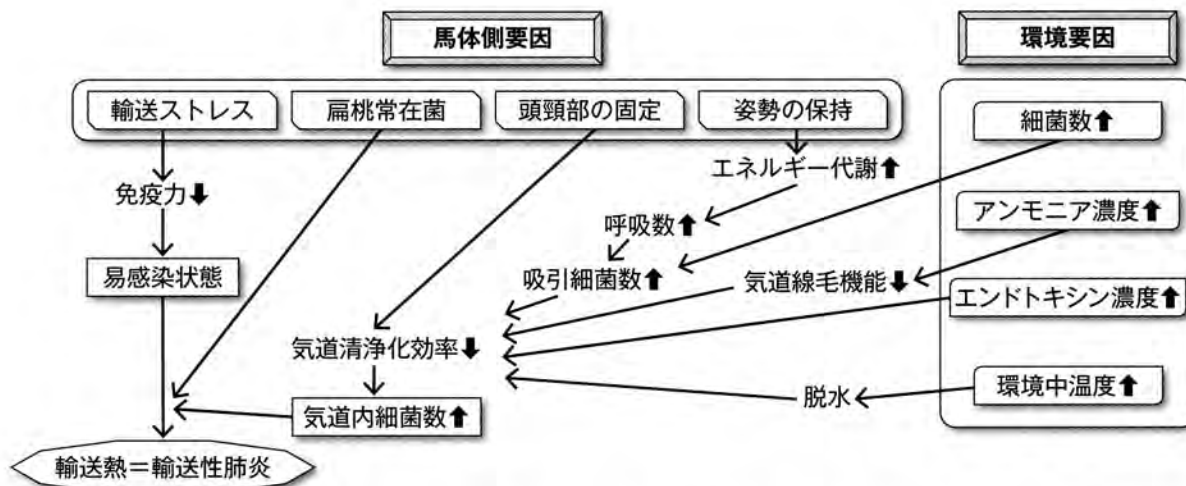 馬体側要因
環境要因
輸送ストレス
扁桃常在菌
頭頸部の固定
姿勢の保持
細菌数⬆
エネルギー代謝⬆
免疫力⬇
アンモニア濃度⬆
呼吸数⬆
易感染状態
吸引細菌数⬆
気道線毛機能⬇
エンドトキシン濃度⬆
気道清浄化効率⬇
環境中温度⬆
脱水
気道内細菌数⬆
輸送熱＝輸送性肺炎